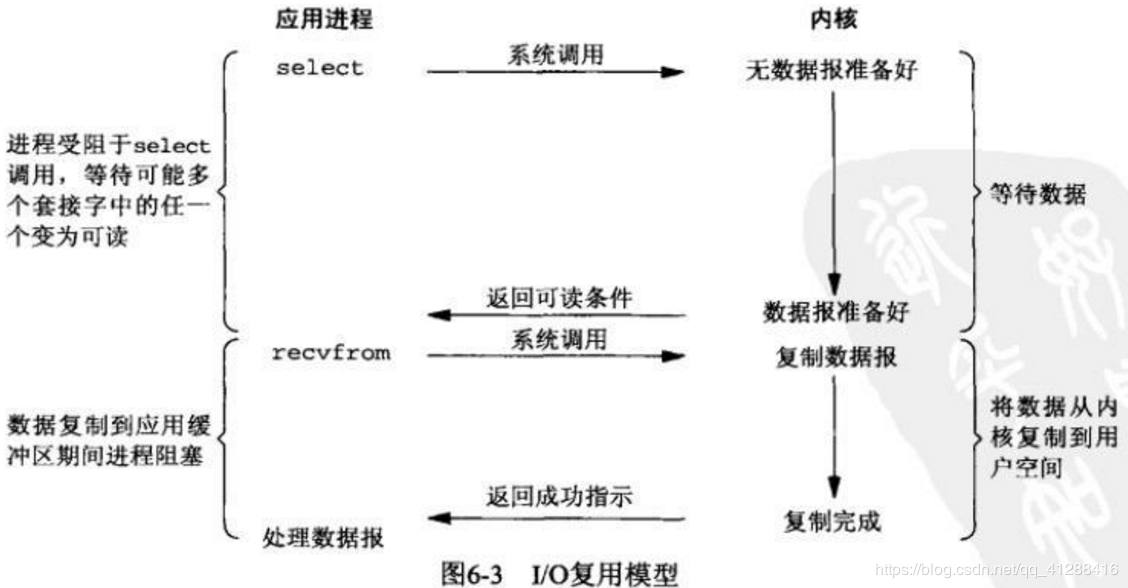 应用进程
内核
select
系统调用
无数据报准备好
进程受阻于select
调用，等待可能多
个套接字中的任一
个变为可读
等待数据
返回可读条件
数据报准备好
recvfrom
系统调用
复制数据报
数据复制到应用缓
冲区期间进程阻塞
将数据从内
核复制到用
户空间
返回成功指示
复制完成
处理数据报
图6-3 I/O复用模型
https://blog.csdn.net/qq_41288416